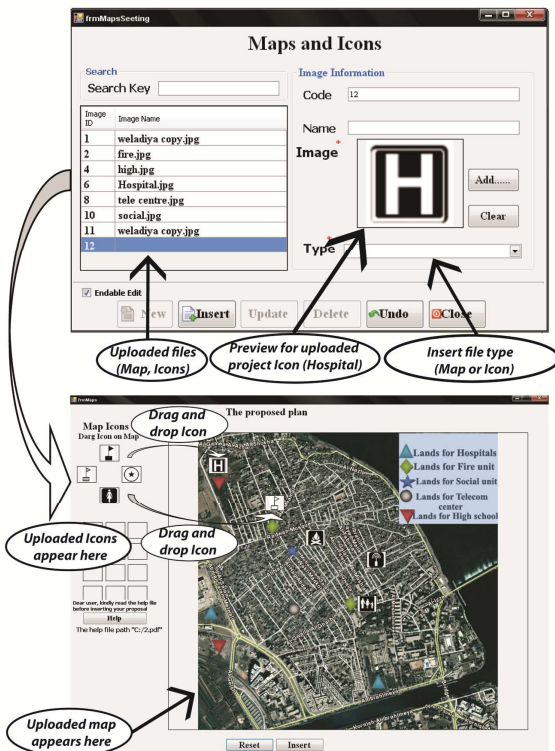 frmMapsSeeting
Maps and Icons
Search
Search Key
Image ID
Image Name
1 weladiya copy.jpg
2 fire.jpg
4 high.jpg
6 Hospital.jpg
8 tele centre.jpg
10 social.jpg
11 weladiya copy.jpg
12
Image Information
Code 12
Name
Image *
H
Add......
Clear
Type *
Endable Edit
New Insert Update Delete Undo Close
Uploaded files
(Map, Icons)
Preview for uploaded
project Icon (Hospital)
Insert file type
(Map or Icon)
frmMaps
The proposed plan
Map Icons
Darg Icon on Map
Drag and
drop Icon
Drag and
drop Icon
Uploaded Icons
appear here
Dear user, kindly read the help file
before inserting your proposal
Help
The help file path "C:/2.pdf"
H
Lands for Hospitals
Lands for Fire unit
Lands for Social unit
Lands for Telecom
center
Lands for High school
Uploaded map
appears here
Reset Insert